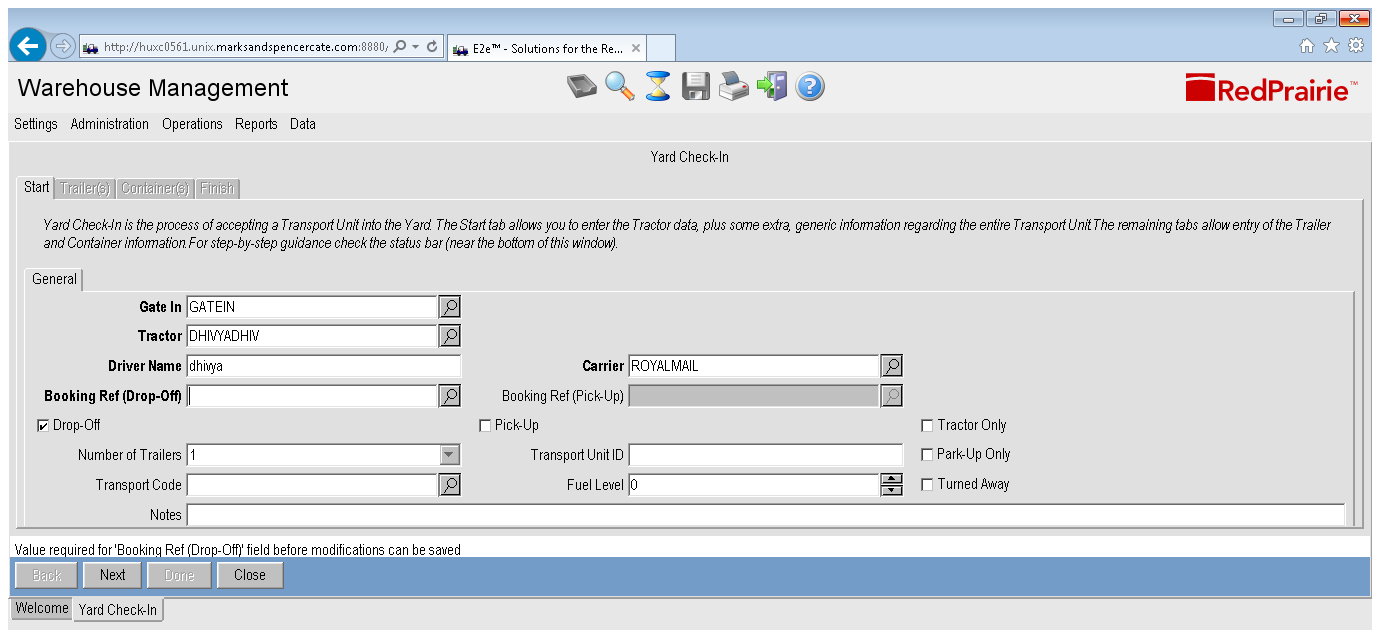 http://huxc0561.unix.marksandspencercate.com:8880/
E2e™ - Solutions for the Re...
Warehouse Management
RedPrairie™
Settings Administration Operations Reports Data
Yard Check-In
Start Trailer(s) Container(s) Finish
Yard Check-In is the process of accepting a Transport Unit into the Yard. The Start tab allows you to enter the Tractor data, plus some extra, generic information regarding the entire Transport Unit.The remaining tabs allow entry of the Trailer
and Container information.For step-by-step guidance check the status bar (near the bottom of this window).
General
Gate In GATEIN
Tractor DHIVYADHIV
Driver Name dhivya Carrier ROYALMAIL
Booking Ref (Drop-Off) Booking Ref (Pick-Up)
Drop-Off Pick-Up Tractor Only
Number of Trailers 1 Transport Unit ID Park-Up Only
Transport Code Fuel Level 0 Turned Away
Notes
Value required for 'Booking Ref (Drop-Off)' field before modifications can be saved
Back Next Done Close
Welcome Yard Check-In